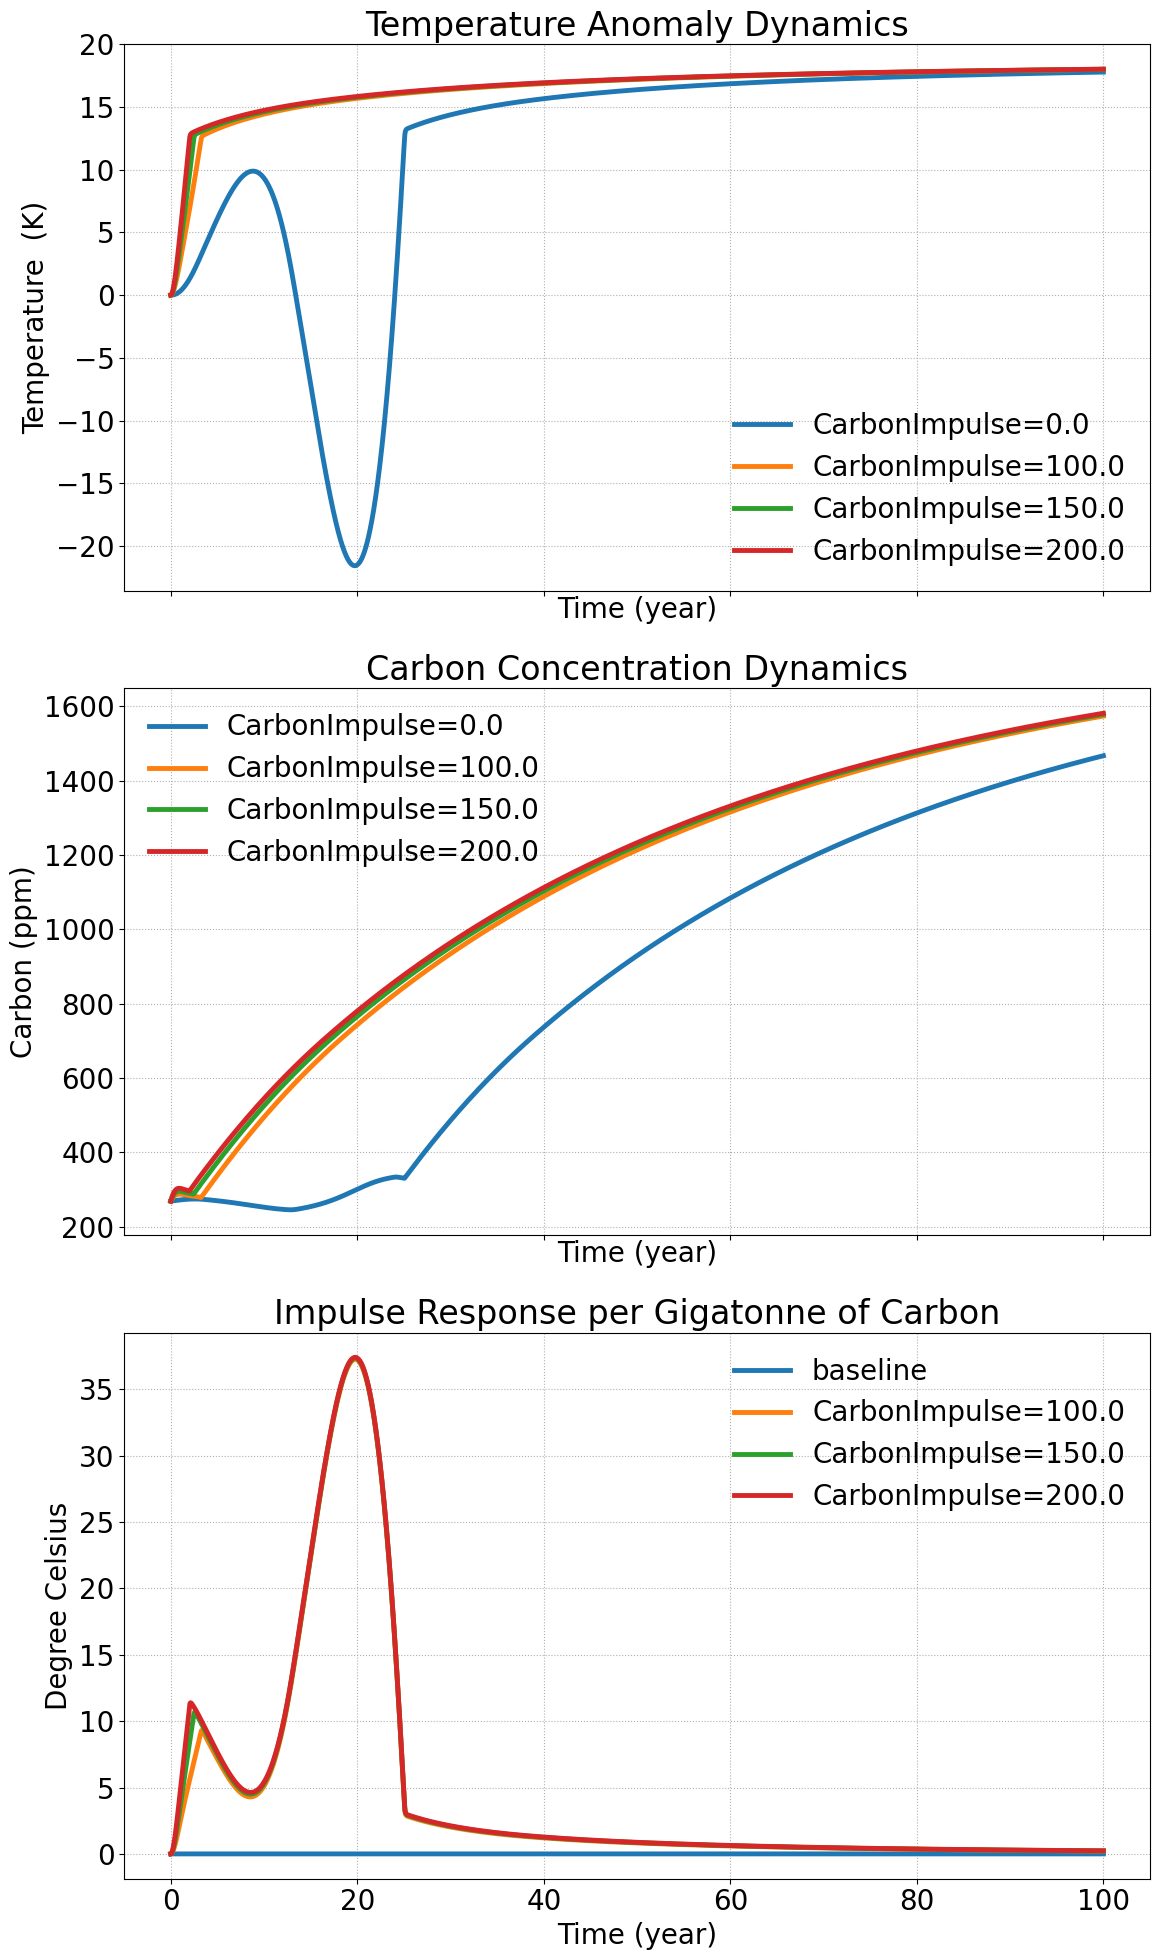 Temperature Anomaly Dynamics
20
15
10
5
0
−5
−10
−15
−20
Temperature  (K)
CarbonImpulse=0.0
CarbonImpulse=100.0
CarbonImpulse=150.0
CarbonImpulse=200.0
Time (year)
Carbon Concentration Dynamics
1600
1400
1200
1000
800
600
400
200
Carbon (ppm)
CarbonImpulse=0.0
CarbonImpulse=100.0
CarbonImpulse=150.0
CarbonImpulse=200.0
Time (year)
Impulse Response per Gigatonne of Carbon
35
30
25
20
15
10
5
0
Degree Celsius
baseline
CarbonImpulse=100.0
CarbonImpulse=150.0
CarbonImpulse=200.0
0 20 40 60 80 100
Time (year)